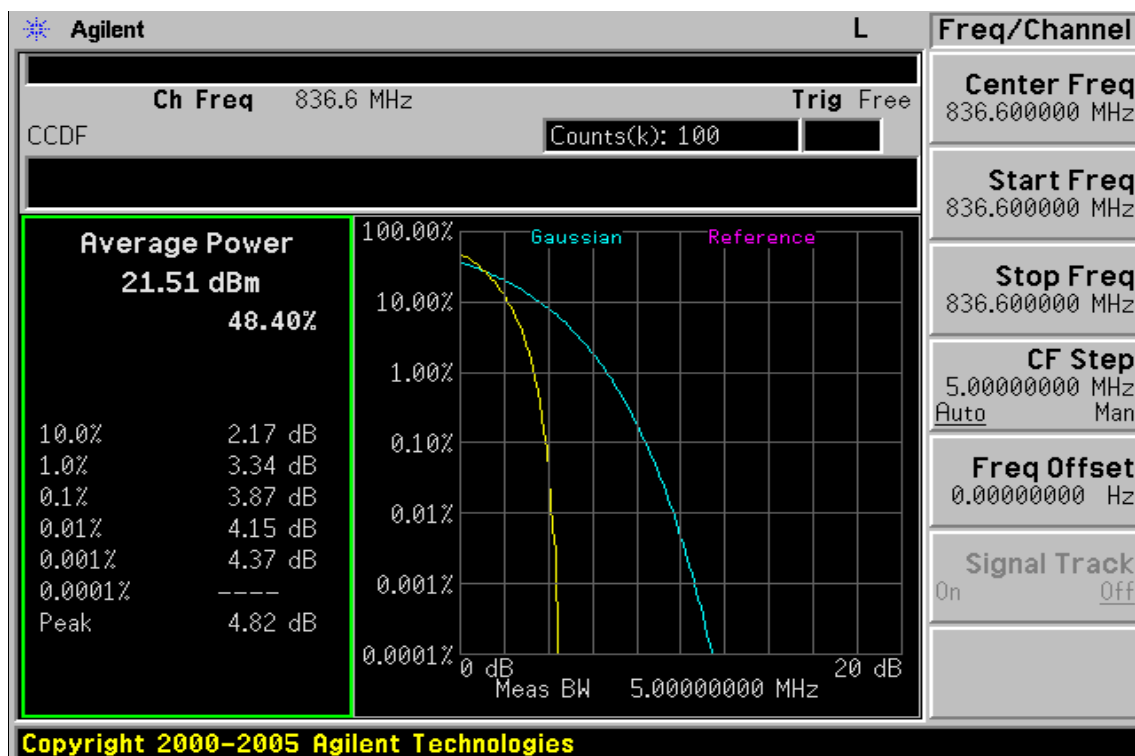 Agilent L
Ch Freq 836.6 MHz Trig Free
CCDF Counts(k): 100
Average Power
21.51 dBm
48.40%
10.0% 2.17 dB
1.0% 3.34 dB
0.1% 3.87 dB
0.01% 4.15 dB
0.001% 4.37 dB
0.0001% ----
Peak 4.82 dB
Gaussian Reference
100.00%
10.00%
1.00%
0.10%
0.01%
0.001%
0.0001%
0 dB 20 dB
Meas BW 5.00000000 MHz
Freq/Channel
Center Freq
836.600000 MHz
Start Freq
836.600000 MHz
Stop Freq
836.600000 MHz
CF Step
5.00000000 MHz
Auto Man
Freq Offset
0.00000000 Hz
Signal Track
On Off
Copyright 2000-2005 Agilent Technologies